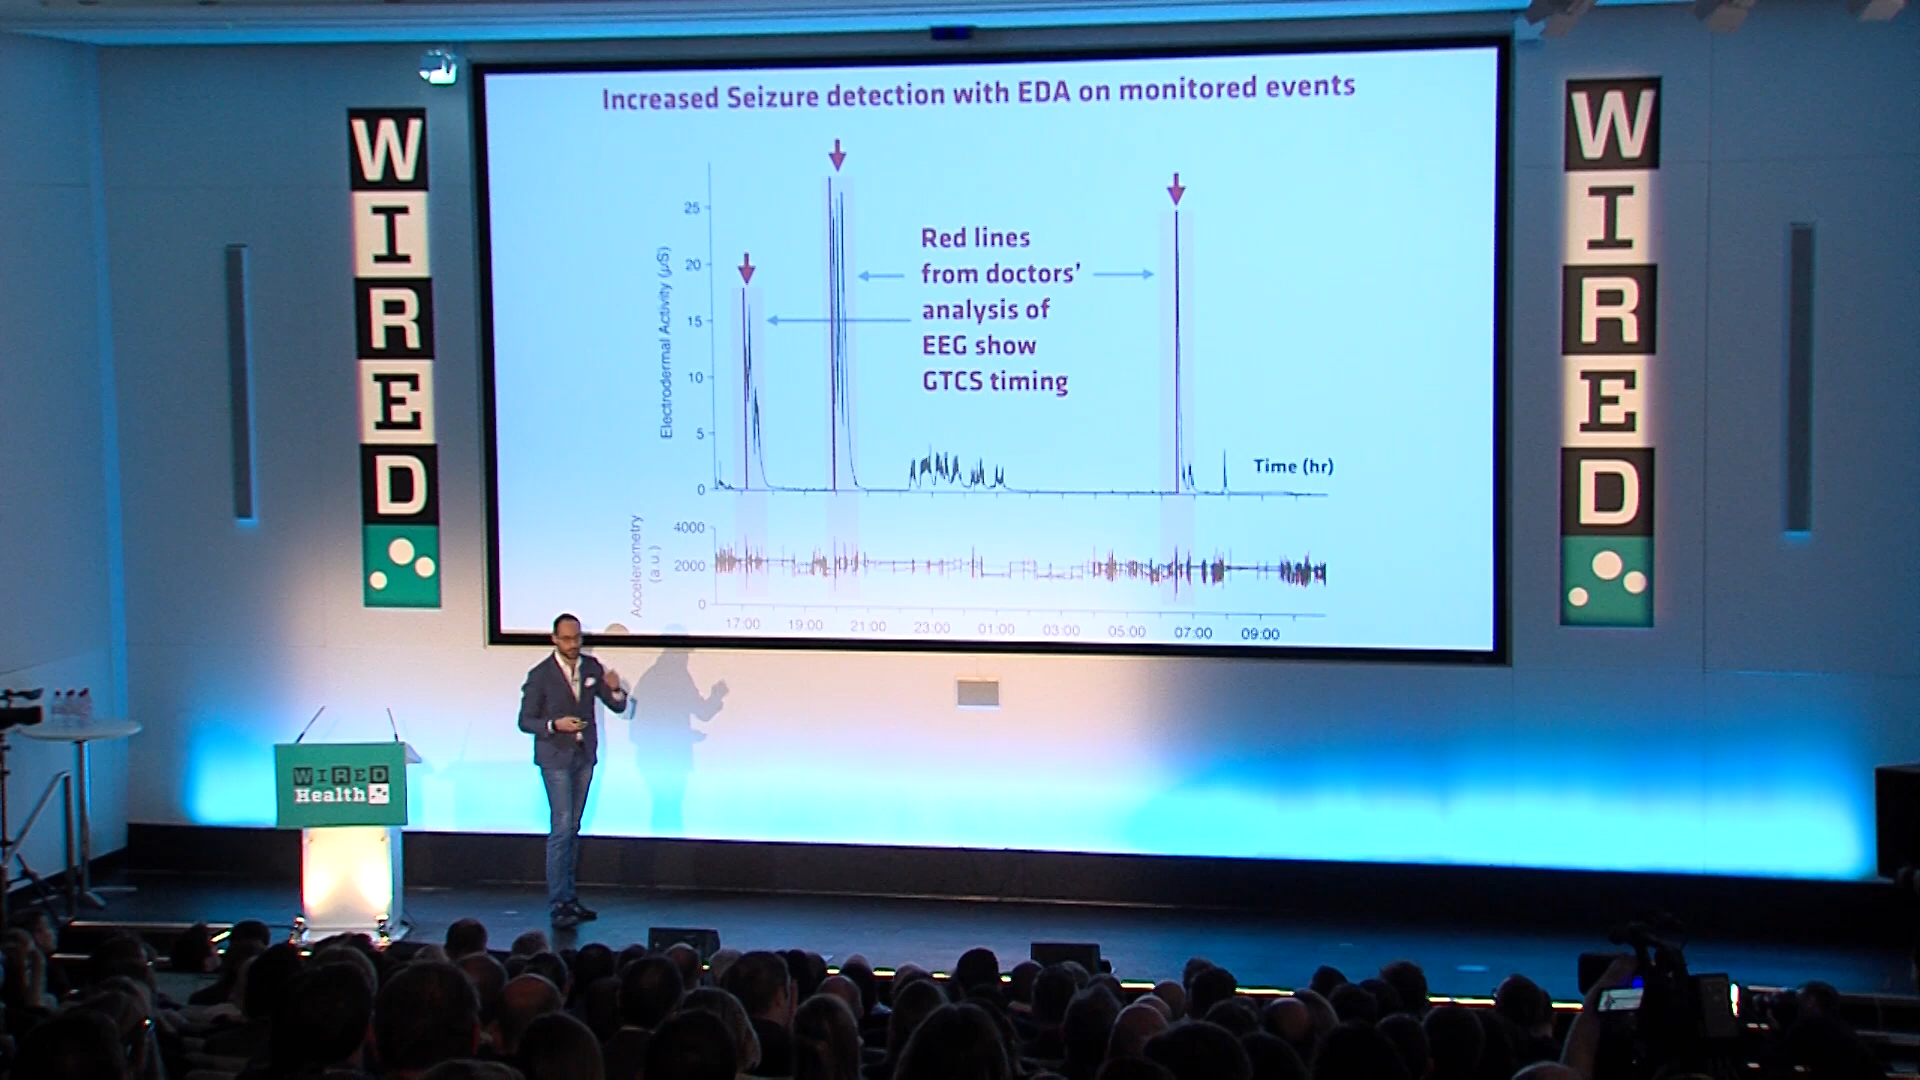 Increased Seizure detection with EDA on monitored events
WIRED
WIRED
Electrodermal Activity (µS)
25
20
15
10
5
0
Red lines
from doctors'
analysis of
EEG show
GTCS timing
Time (hr)
Accelerometry
(a.u.)
4000
2000
0
17:00 19:00 21:00 23:00 01:00 03:00 05:00 07:00 09:00
WIRED
Health